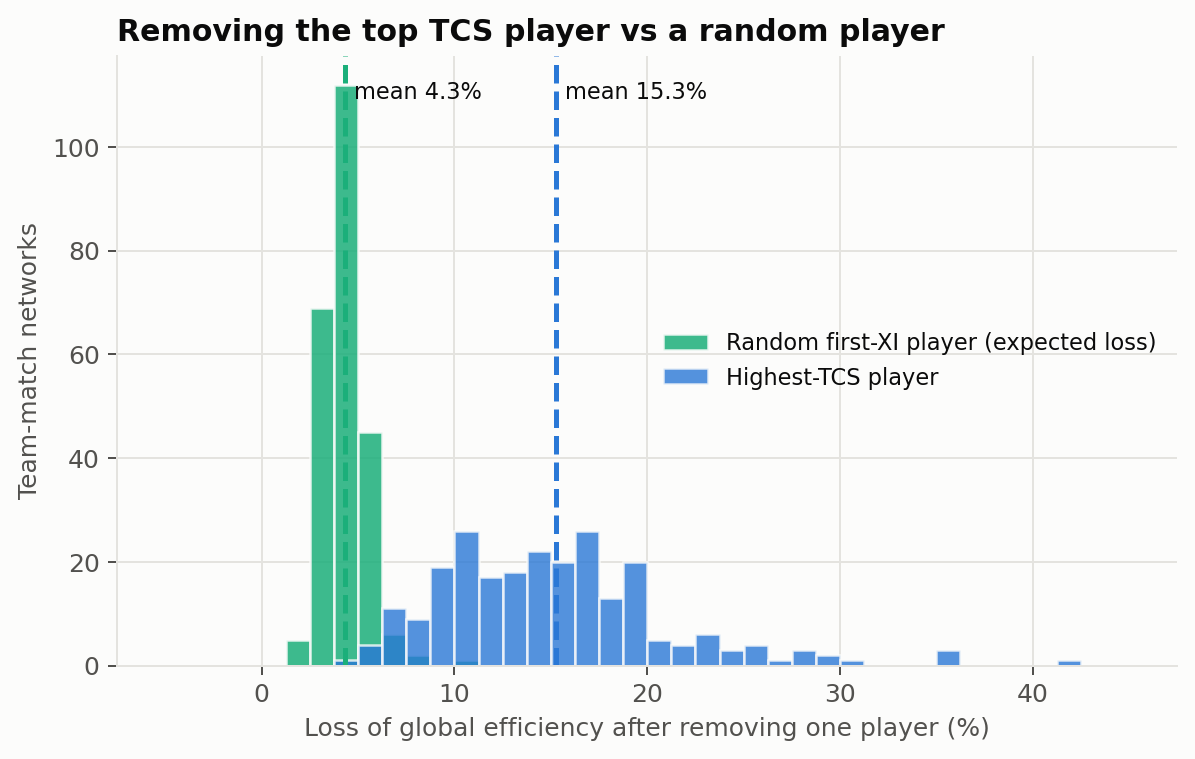 Removing the top TCS player vs a random player
mean 4.3%
mean 15.3%
100
80
60
40
20
0
Team-match networks
Random first-XI player (expected loss)
Highest-TCS player
0
10
20
30
40
Loss of global efficiency after removing one player (%)